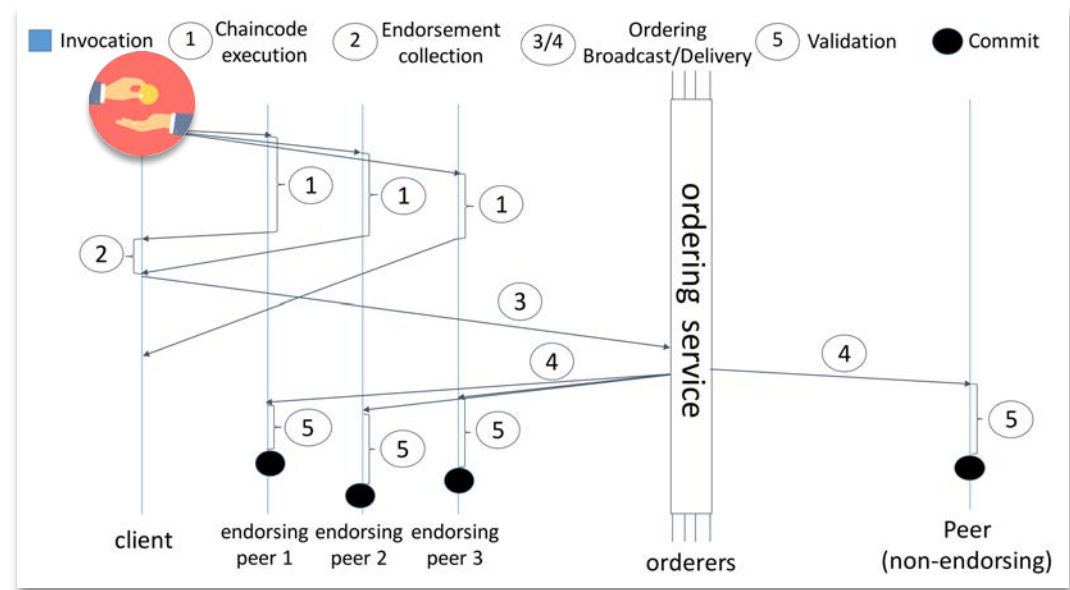 Invocation
1
Chaincode
execution
2
Endorsement
collection
3/4
Ordering
Broadcast/Delivery
5
Validation
Commit
1
1
1
2
3
4
4
5
5
5
5
ordering service
client
endorsing
peer 1
endorsing
peer 2
endorsing
peer 3
orderers
Peer
(non-endorsing)